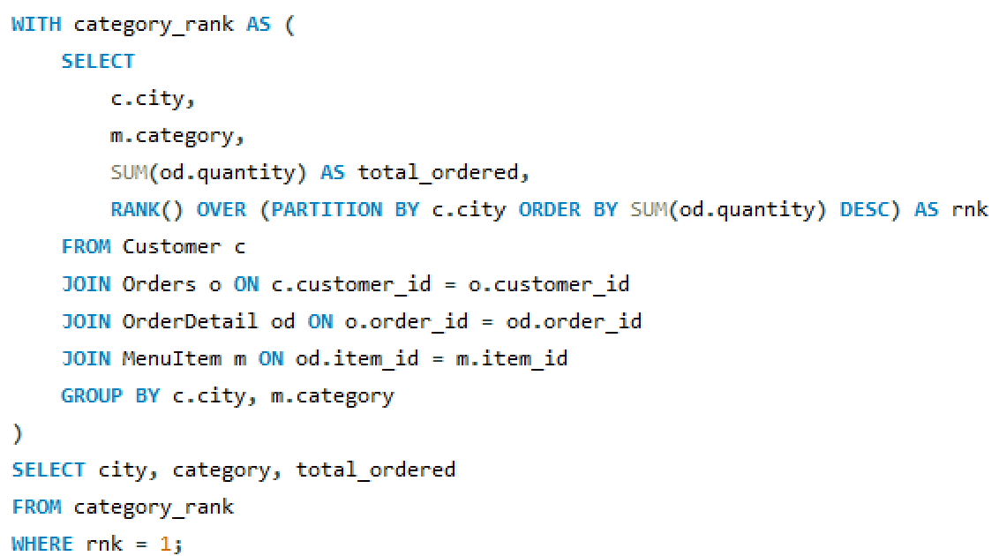 WITH category_rank AS (
    SELECT
        c.city,
        m.category,
        SUM(od.quantity) AS total_ordered,
        RANK() OVER (PARTITION BY c.city ORDER BY SUM(od.quantity) DESC) AS rnk
    FROM Customer c
    JOIN Orders o ON c.customer_id = o.customer_id
    JOIN OrderDetail od ON o.order_id = od.order_id
    JOIN MenuItem m ON od.item_id = m.item_id
    GROUP BY c.city, m.category
)
SELECT city, category, total_ordered
FROM category_rank
WHERE rnk = 1;